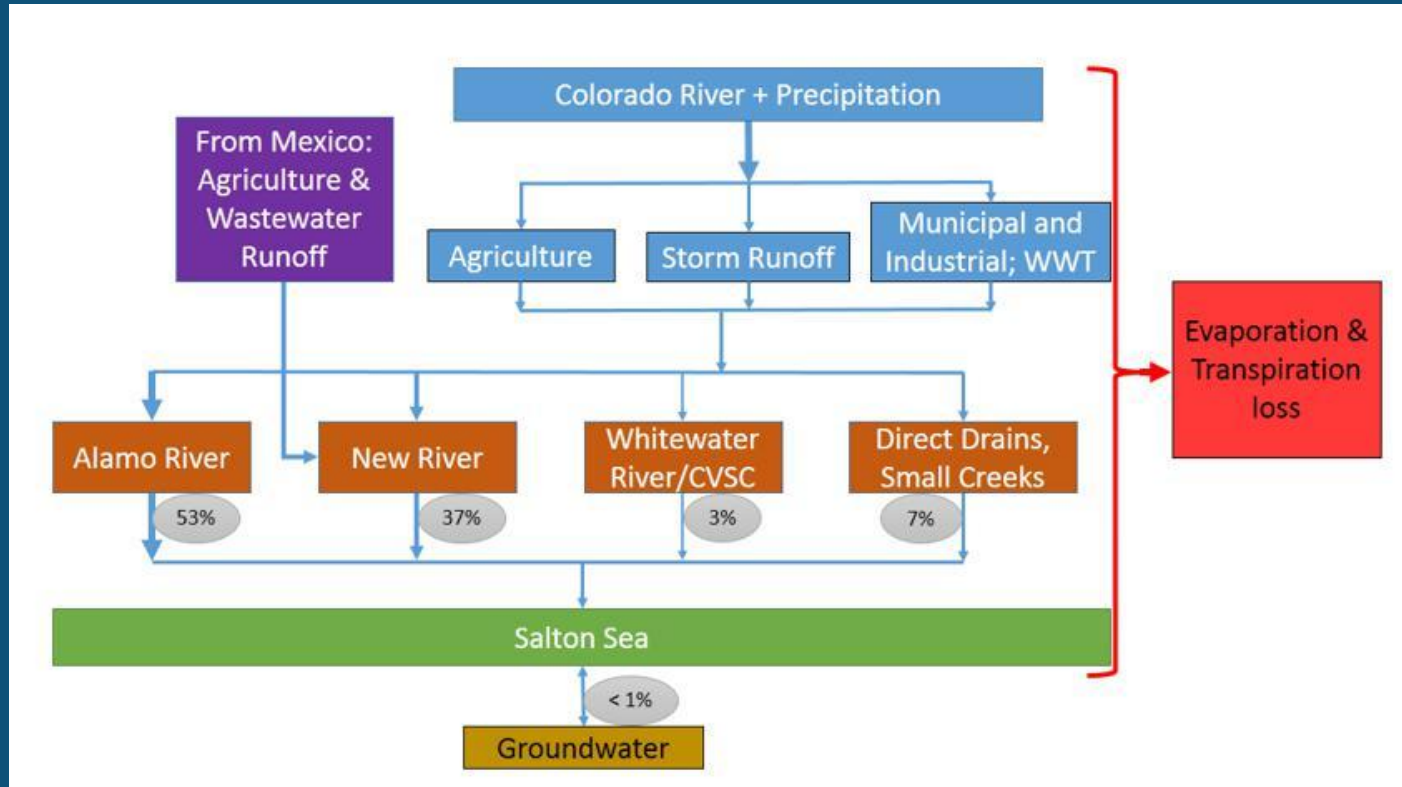 Colorado River + Precipitation
From Mexico:
Agriculture &
Wastewater
Runoff
Agriculture
Storm Runoff
Municipal and
Industrial; WWT
Evaporation &
Transpiration
loss
Alamo River
New River
Whitewater
River/CVSC
Direct Drains,
Small Creeks
53%
37%
3%
7%
Salton Sea
< 1%
Groundwater